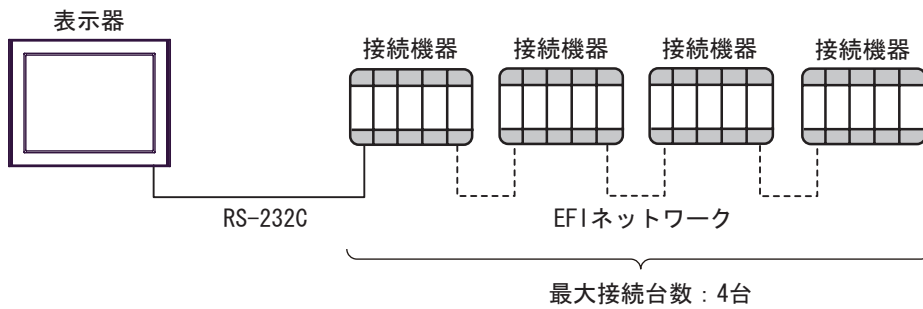 表示器
接続機器 接続機器 接続機器 接続機器
RS-232C
EFIネットワーク
最大接続台数：4台